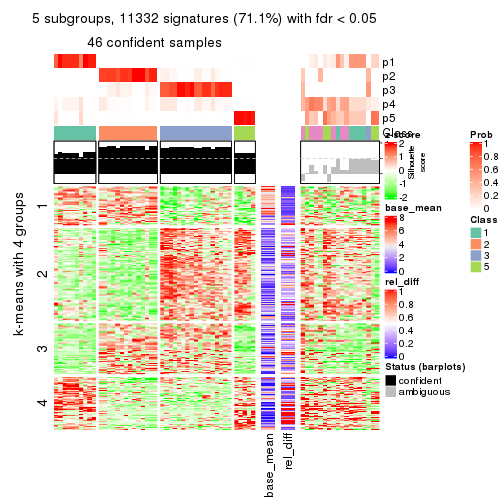 5 subgroups, 11332 signatures (71.1%) with fdr < 0.05
46 confident samples
p1
p2
p3
p4
p5
Class
z-score
2
1
0
-1
-2
Silhouette
score
Prob
1
0.8
0.6
0.4
0.2
0
base_mean
8
6
4
2
0
Class
1
2
3
5
rel_diff
1
0.8
0.6
0.4
0.2
0
Status (barplots)
confident
ambiguous
k-means with 4 groups
1
2
3
4
base_mean
rel_diff